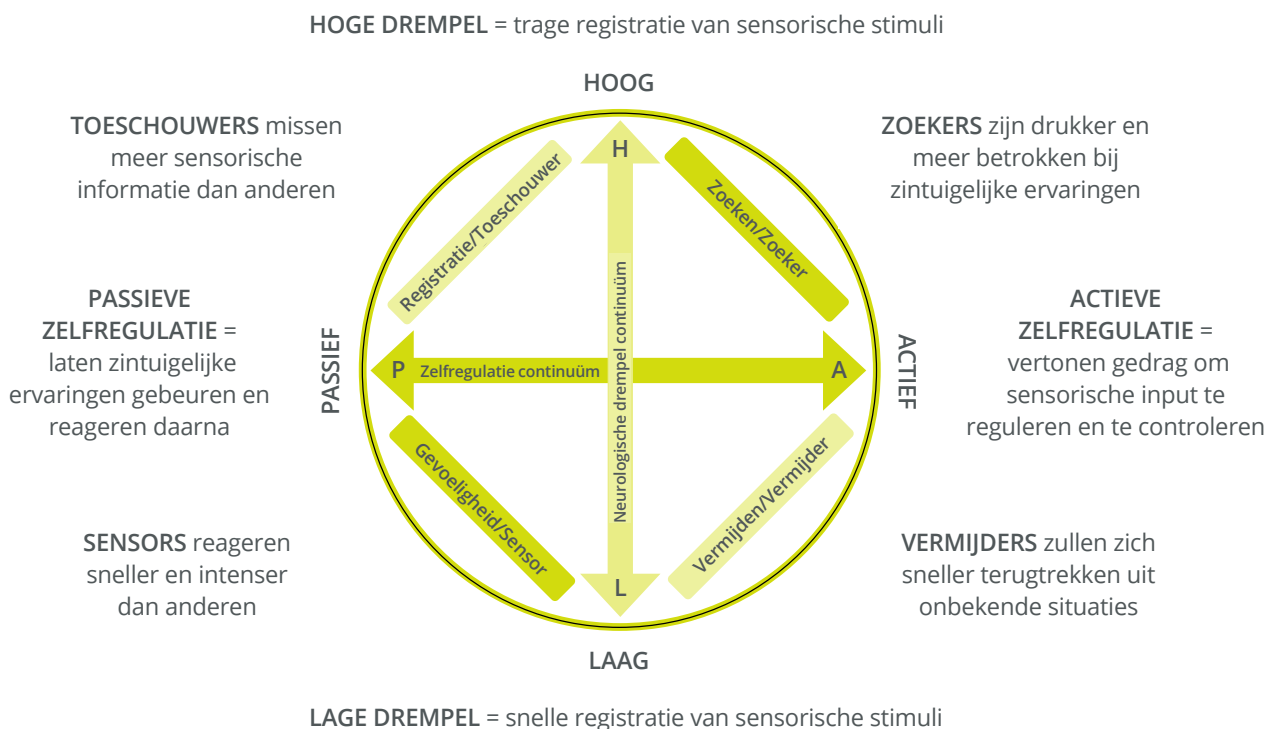 HOGE DREMPEL = trage registratie van sensorische stimuli
HOOG
TOESCHOUWERS missen
meer sensorische
informatie dan anderen
ZOEKERS zijn drukker en
meer betrokken bij
zintuigelijke ervaringen
H
Registratie/Toeschouwer
Zoeken/Zoeker
PASSIEVE
ZELFREGULATIE =
laten zintuigelijke
ervaringen gebeuren en
reageren daarna
PASSIEF
P
Zelfregulatie continuüm
Neurologische drempel continuüm
A
ACTIEF
ACTIEVE
ZELFREGULATIE =
vertonen gedrag om
sensorische input te
reguleren en te controleren
Gevoeligheid/Sensor
Vermijden/Vermijder
L
SENSORS reageren
sneller en intenser
dan anderen
VERMIJDERS zullen zich
sneller terugtrekken uit
onbekende situaties
LAAG
LAGE DREMPEL = snelle registratie van sensorische stimuli